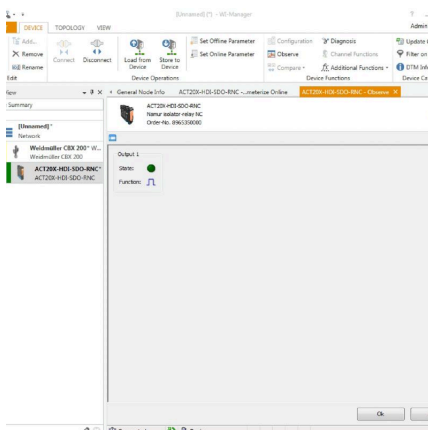 [Unnamed] (*) - WI-Manager
DEVICE TOPOLOGY VIEW Admin
Add...
Remove
Rename
Connect Disconnect
Load from Device
Store to Device
Set Offline Parameter
Set Online Parameter
Configuration
Observe
Compare
Diagnosis
Channel Functions
Additional Functions
Update
Filter on
DTM Inf
Edit Device Operations Device Functions Device Ca
General Node Info ACT20X-HDI-SDO-RNC -...meterize Online ACT20X-HDI-SDO-RNC - Observe
Summary
[Unnamed]*
Network
Weidmüller CBX 200* W...
Weidmüller CBX 200
ACT20X-HDI-SDO-RNC*
ACT20X-HDI-SDO-RNC
ACT20X-HDI-SDO-RNC
Namur isolator relay NC
Order-No. 8965350000
Output 1
State:
Function:
Ok